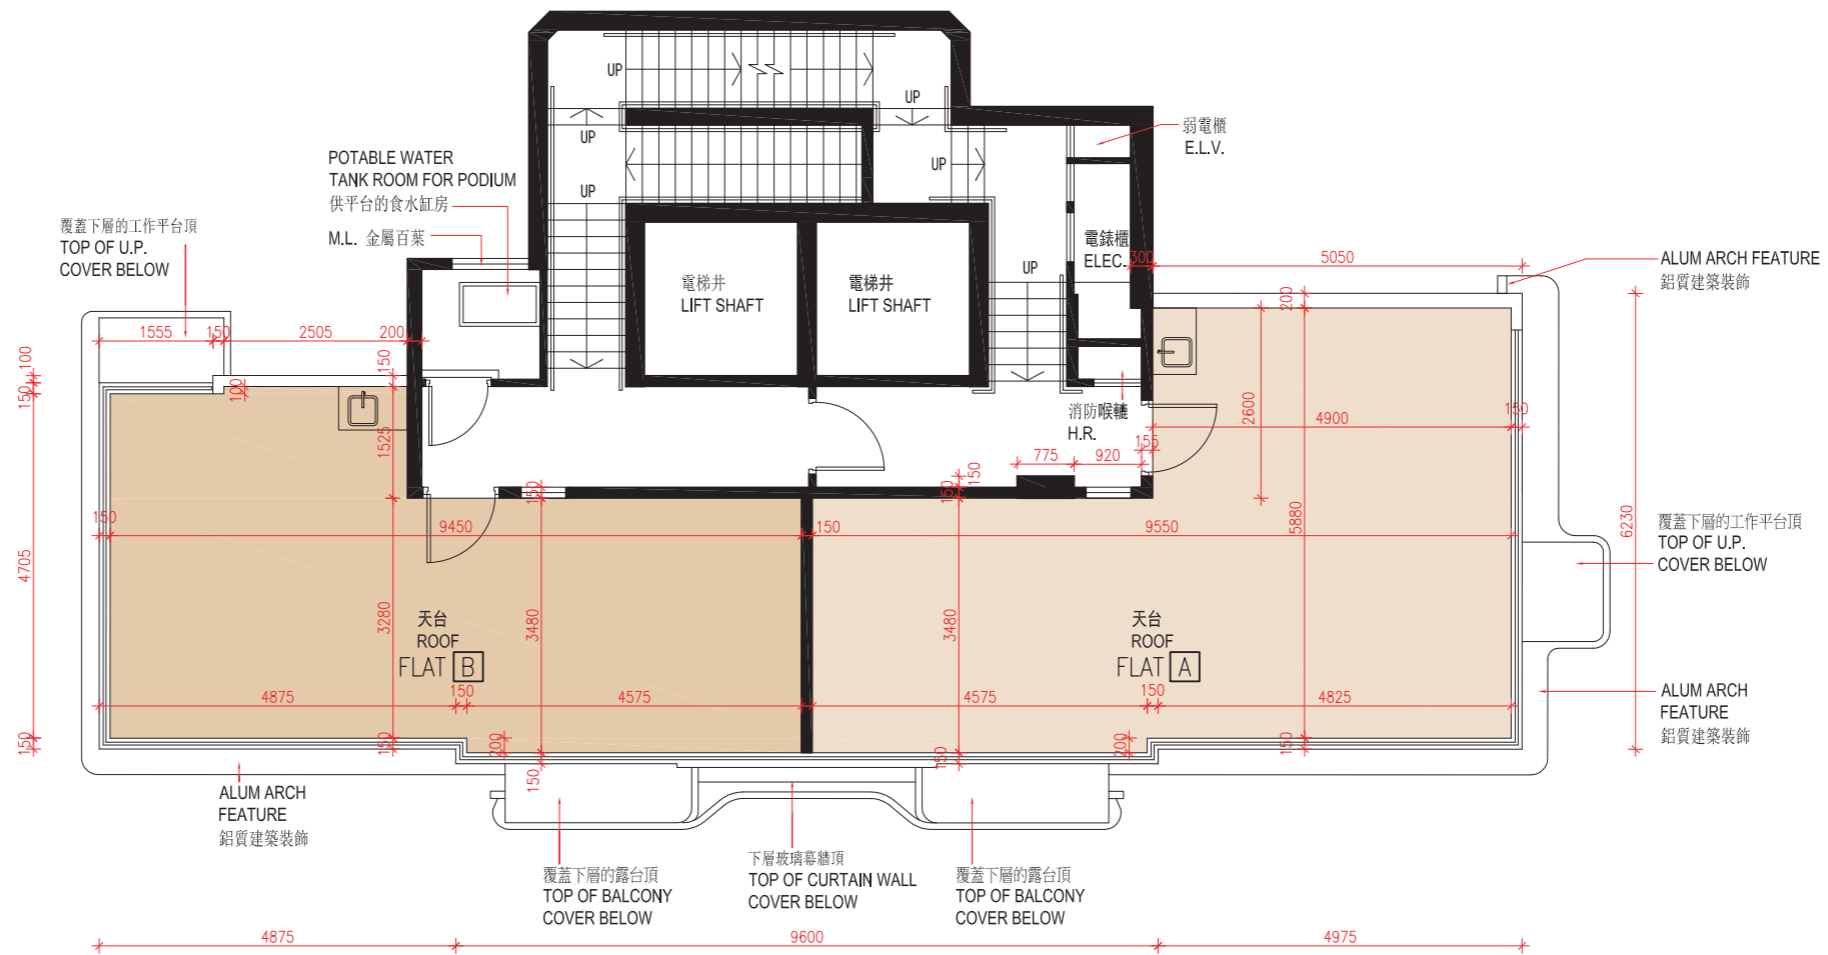 UP
UP
弱電櫃
E.L.V.
UP
POTABLE WATER
TANK ROOM FOR PODIUM
供平台的食水缸房
UP
UP
M.L. 金屬百葉
覆蓋下層的工作平台頂
TOP OF U.P.
COVER BELOW
電錶櫃
ELEC.
300
5050
ALUM ARCH FEATURE
鋁質建築裝飾
UP
電梯井
LIFT SHAFT
電梯井
LIFT SHAFT
200
1555
150
2505
200
100
150
150
100
消防喉轆
H.R.
2600
4900
150
155
1525
775
920
150
150
150
150
9450
150
9550
5880
6230
覆蓋下層的工作平台頂
TOP OF U.P.
COVER BELOW
4705
3280
3480
3480
天台
ROOF
FLAT B
天台
ROOF
FLAT A
4875
150
4575
4575
150
4825
ALUM ARCH
FEATURE
鋁質建築裝飾
150
150
200
150
150
200
150
ALUM ARCH
FEATURE
鋁質建築裝飾
覆蓋下層的露台頂
TOP OF BALCONY
COVER BELOW
下層玻璃幕牆頂
TOP OF CURTAIN WALL
COVER BELOW
覆蓋下層的露台頂
TOP OF BALCONY
COVER BELOW
4875
9600
4975